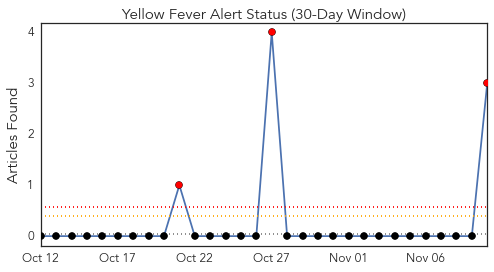 Yellow Fever Alert Status (30-Day Window)
Articles Found
4
3
2
1
0
Oct 12 Oct 17 Oct 22 Oct 27 Nov 01 Nov 06